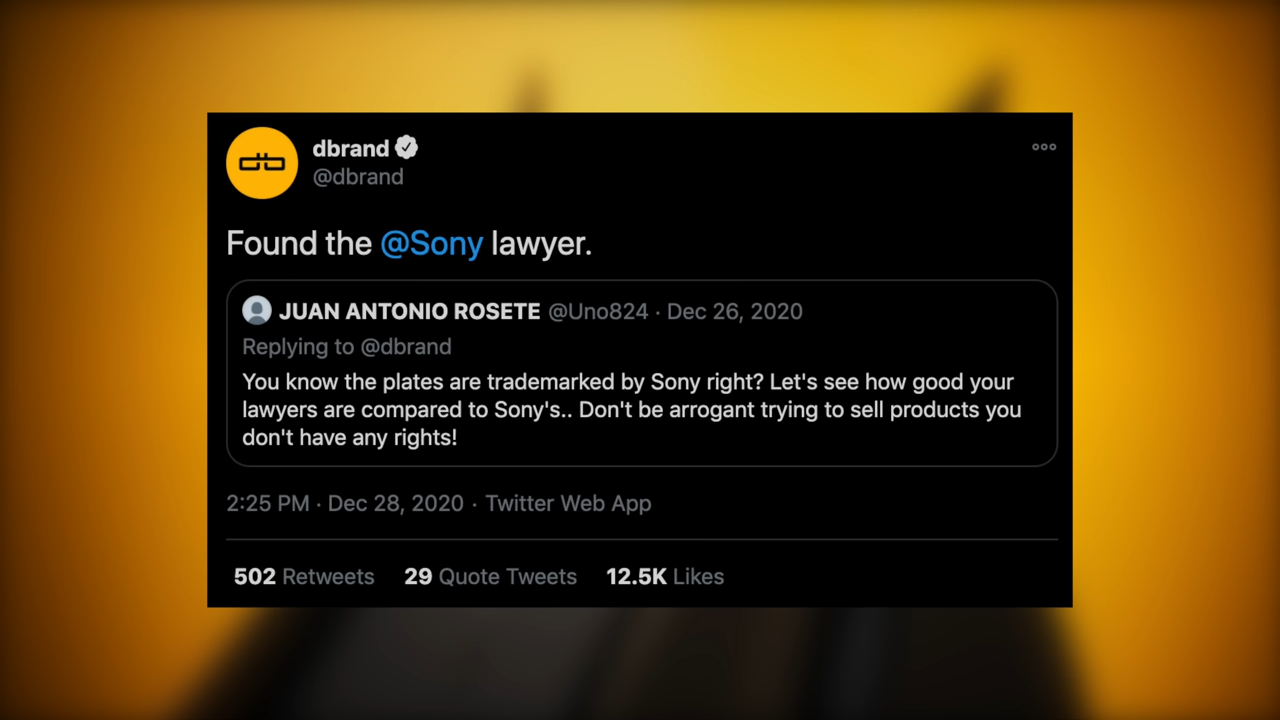 dbrand
@dbrand
Found the @Sony lawyer.
JUAN ANTONIO ROSETE @Uno824 · Dec 26, 2020
Replying to @dbrand
You know the plates are trademarked by Sony right? Let's see how good your
lawyers are compared to Sony's.. Don't be arrogant trying to sell products you
don't have any rights!
2:25 PM · Dec 28, 2020 · Twitter Web App
502 Retweets 29 Quote Tweets 12.5K Likes